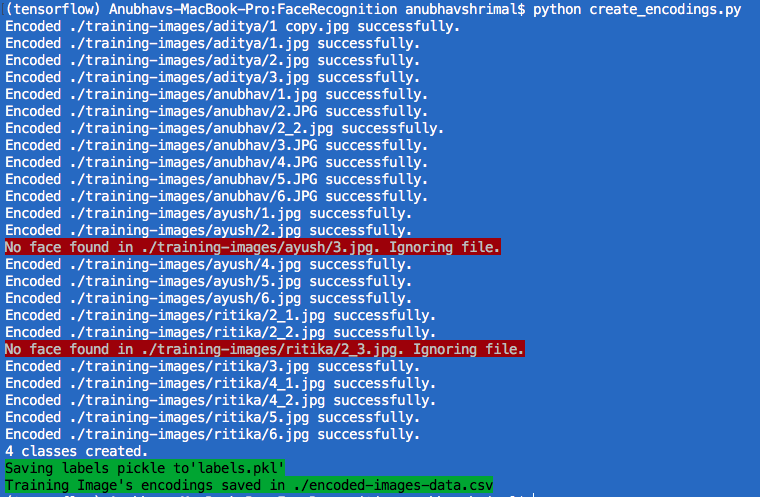 (tensorflow) Anubhavs-MacBook-Pro:FaceRecognition anubhavshrimal$ python create_encodings.py
Encoded ./training-images/aditya/1 copy.jpg successfully.
Encoded ./training-images/aditya/1.jpg successfully.
Encoded ./training-images/aditya/2.jpg successfully.
Encoded ./training-images/aditya/3.jpg successfully.
Encoded ./training-images/anubhav/1.jpg successfully.
Encoded ./training-images/anubhav/2.JPG successfully.
Encoded ./training-images/anubhav/2_2.jpg successfully.
Encoded ./training-images/anubhav/3.JPG successfully.
Encoded ./training-images/anubhav/4.JPG successfully.
Encoded ./training-images/anubhav/5.JPG successfully.
Encoded ./training-images/anubhav/6.JPG successfully.
Encoded ./training-images/ayush/1.jpg successfully.
Encoded ./training-images/ayush/2.jpg successfully.
No face found in ./training-images/ayush/3.jpg. Ignoring file.
Encoded ./training-images/ayush/4.jpg successfully.
Encoded ./training-images/ayush/5.jpg successfully.
Encoded ./training-images/ayush/6.jpg successfully.
Encoded ./training-images/ritika/2_1.jpg successfully.
Encoded ./training-images/ritika/2_2.jpg successfully.
No face found in ./training-images/ritika/2_3.jpg. Ignoring file.
Encoded ./training-images/ritika/3.jpg successfully.
Encoded ./training-images/ritika/4_1.jpg successfully.
Encoded ./training-images/ritika/4_2.jpg successfully.
Encoded ./training-images/ritika/5.jpg successfully.
Encoded ./training-images/ritika/6.jpg successfully.
4 classes created.
Saving labels pickle to'labels.pkl'
Training Image's encodings saved in ./encoded-images-data.csv